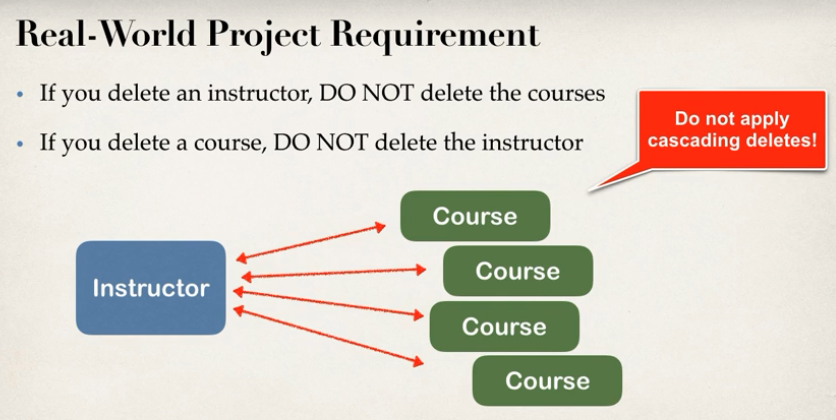 Real-World Project Requirement
• If you delete an instructor, DO NOT delete the courses
• If you delete a course, DO NOT delete the instructor
Do not apply
cascading deletes!
Course
Course
Instructor
Course
Course